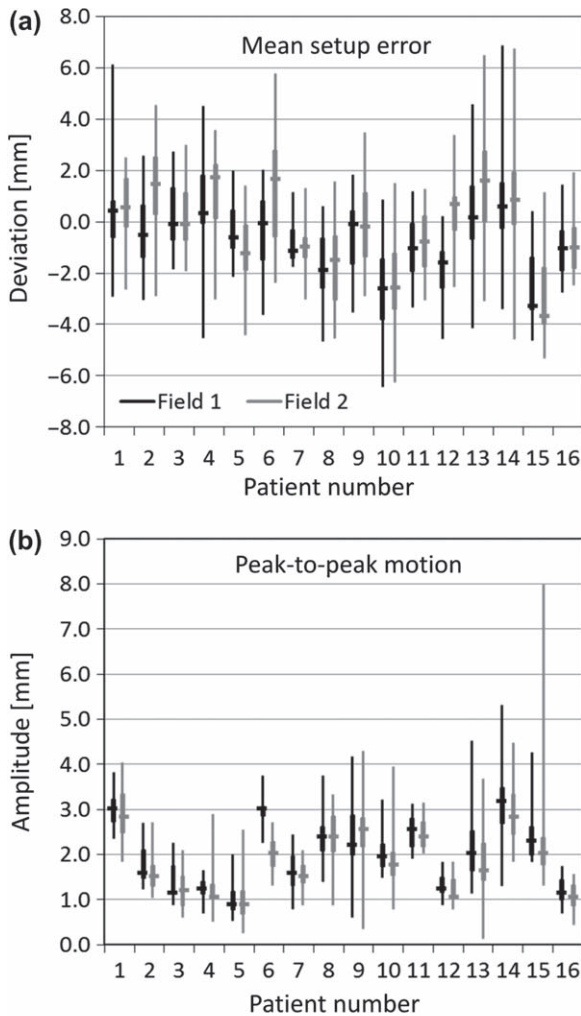 (a)
Mean setup error
Deviation [mm]
8.0
6.0
4.0
2.0
0.0
−2.0
−4.0
−6.0
−8.0
Field 1 Field 2
1 2 3 4 5 6 7 8 9 10 11 12 13 14 15 16
Patient number
(b)
Peak-to-peak motion
Amplitude [mm]
9.0
8.0
7.0
6.0
5.0
4.0
3.0
2.0
1.0
0.0
1 2 3 4 5 6 7 8 9 10 11 12 13 14 15 16
Patient number